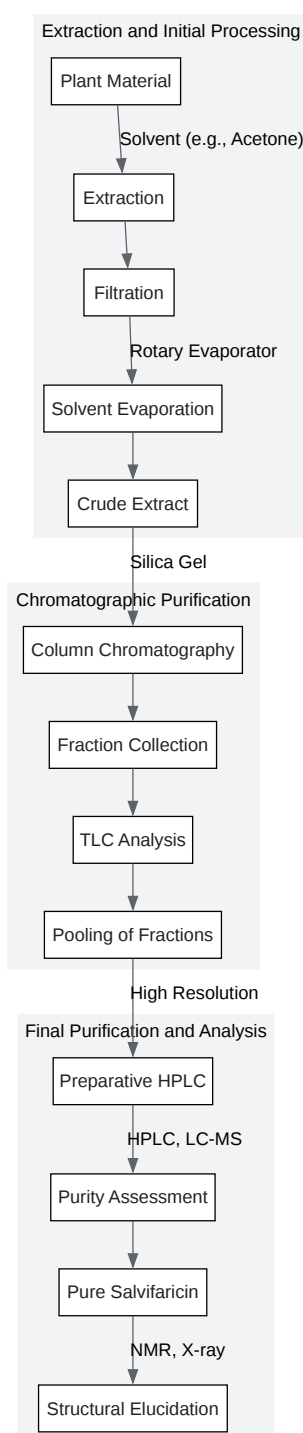 Extraction and Initial Processing
Plant Material
Solvent (e.g., Acetone)
Extraction
Filtration
Rotary Evaporator
Solvent Evaporation
Crude Extract
Silica Gel
Chromatographic Purification
Column Chromatography
Fraction Collection
TLC Analysis
Pooling of Fractions
High Resolution
Final Purification and Analysis
Preparative HPLC
HPLC, LC-MS
Purity Assessment
Pure Salvifaricin
NMR, X-ray
Structural Elucidation